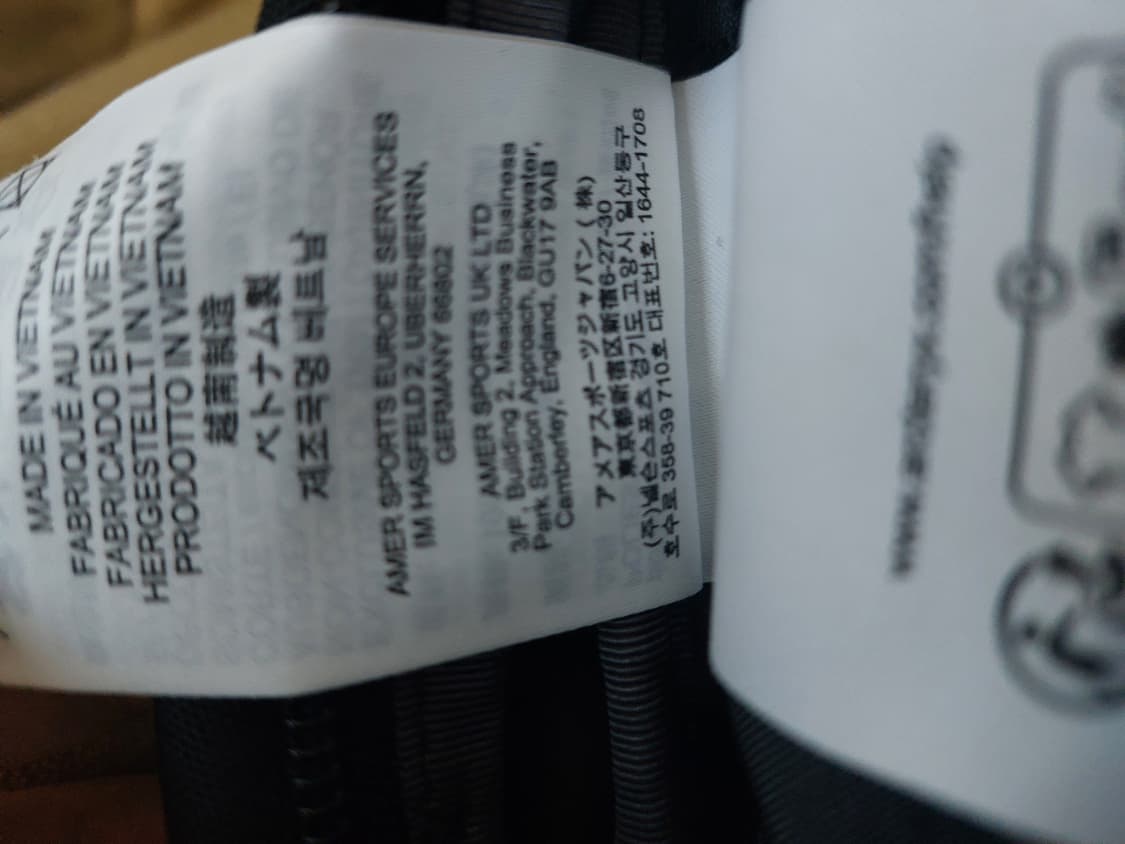 MADE IN VIETNAM
FABRIQUÉ AU VIETNAM
FABRICADO EN VIETNAM
HERGESTELLT IN VIETNAM
PRODOTTO IN VIETNAM
越南制造
ベトナム製
제조국명 베트남
AMER SPORTS EUROPE SERVICES
IM HASFELD 2. UBERHERRN,
GERMANY 66802
AMER SPORTS UK LTD
3/F, Building 2, Meadows Business
Park Station Approach, Blackwater,
Camberley, England, GU17 9AB
アメアスポーツジャパン(株)
東京都新宿区新宿6-27-30
(주)넬슨스포츠 경기도 고양시 일산동구
호수로 358-39 710호 대표번호: 1644-1708